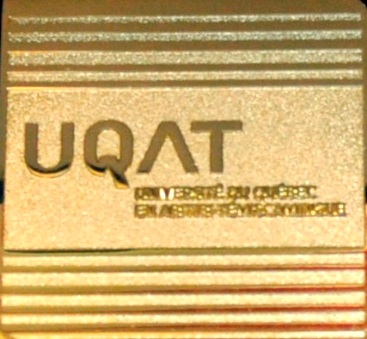 UQAT
UNIVERSITÉ DU QUÉBEC
EN ABITIBI-TÉMISCAMINGUE